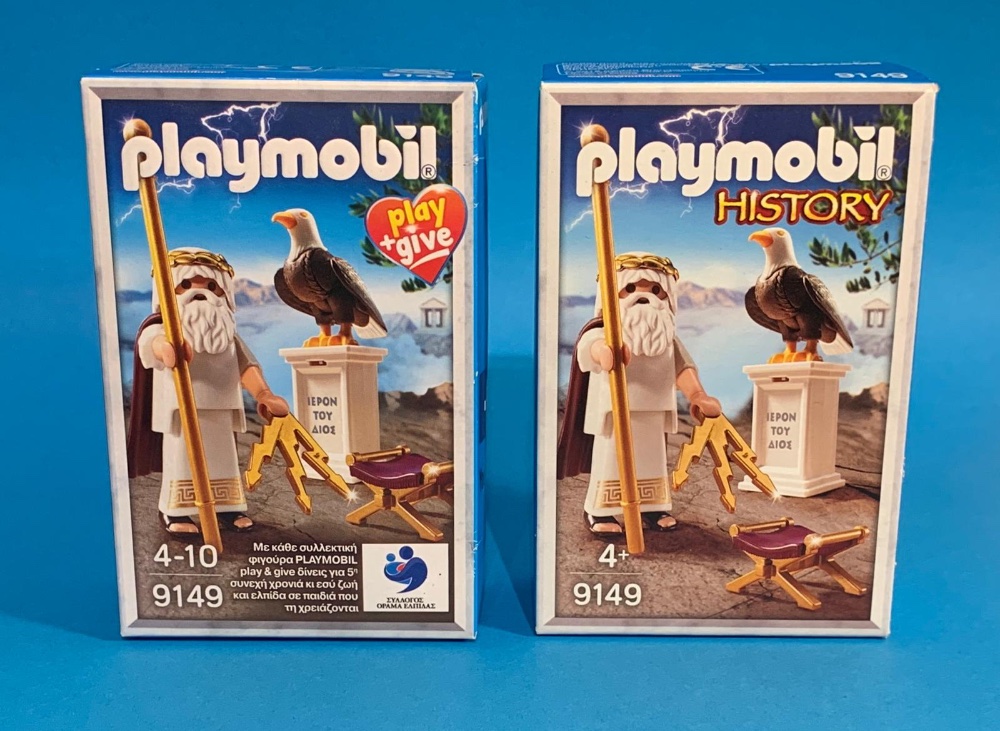 9149
playmobil®
play
+give
ΙΕΡΟΝ
ΤΟΥ
ΔΙΟΣ
4-10
9149
Με κάθε συλλεκτική
φιγούρα PLAYMOBIL
play & give δίνεις για 5η
συνεχή χρονιά κι εσύ ζωή
και ελπίδα σε παιδιά που
τη χρειάζονται
ΣΥΛΛΟΓΟΣ
ΟΡΑΜΑ ΕΛΠΙΔΑΣ
9149
playmobil®
HISTORY
ΙΕΡΟΝ
ΤΟΥ
ΔΙΟΣ
4+
9149